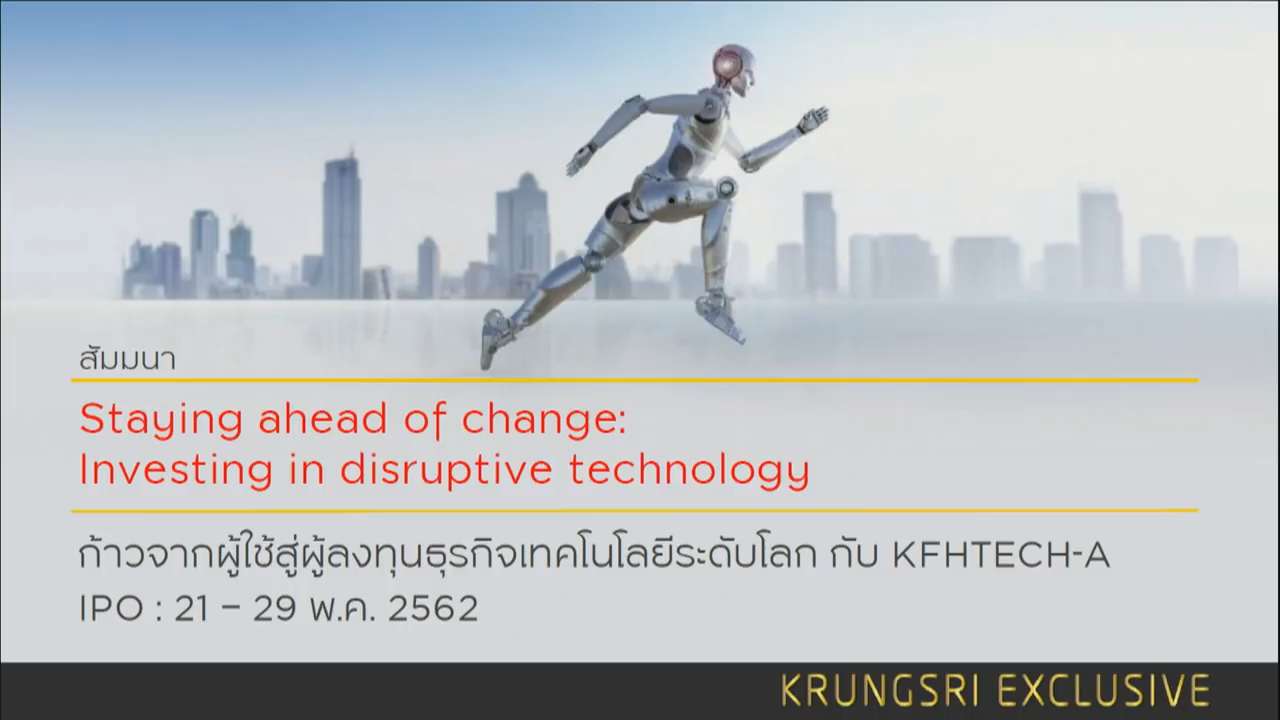 สัมมนา
Staying ahead of change:
Investing in disruptive technology
ก้าวจากผู้ใช้สู่ผู้ลงทุนธุรกิจเทคโนโลยีระดับโลก กับ KFHTECH-A
IPO : 21 – 29 พ.ค. 2562
KRUNGSRI EXCLUSIVE